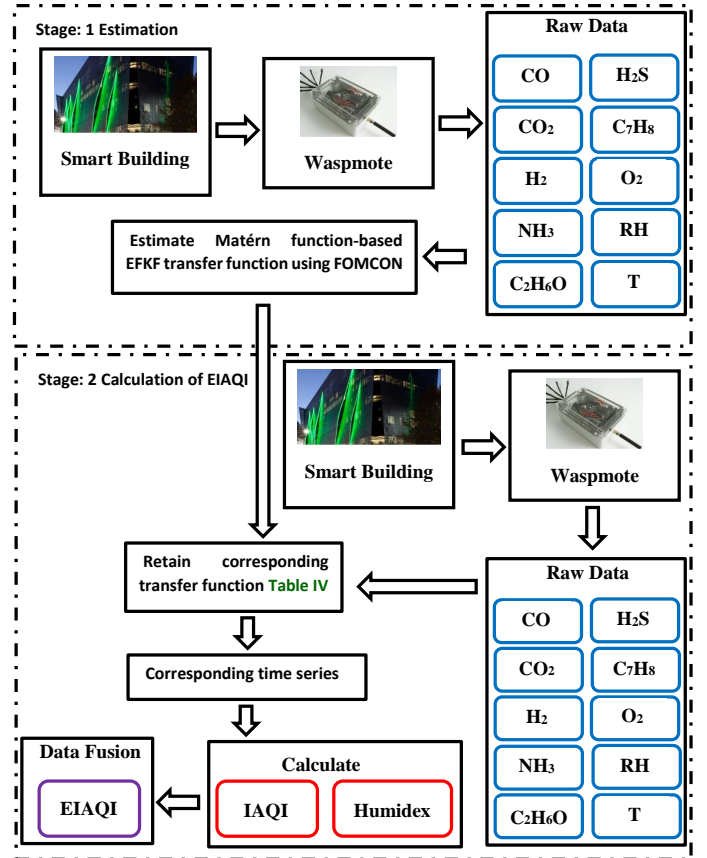 Stage: 1 Estimation
Smart Building
Waspmote
Raw Data
CO
H2S
CO2
C7H8
H2
O2
NH3
RH
C2H6O
T
Estimate Matérn function-based
EFKF transfer function using FOMCON
Stage: 2 Calculation of EIAQI
Smart Building
Waspmote
Raw Data
CO
H2S
CO2
C7H8
H2
O2
NH3
RH
C2H6O
T
Retain corresponding
transfer function Table IV
Corresponding time series
Calculate
IAQI
Humidex
Data Fusion
EIAQI